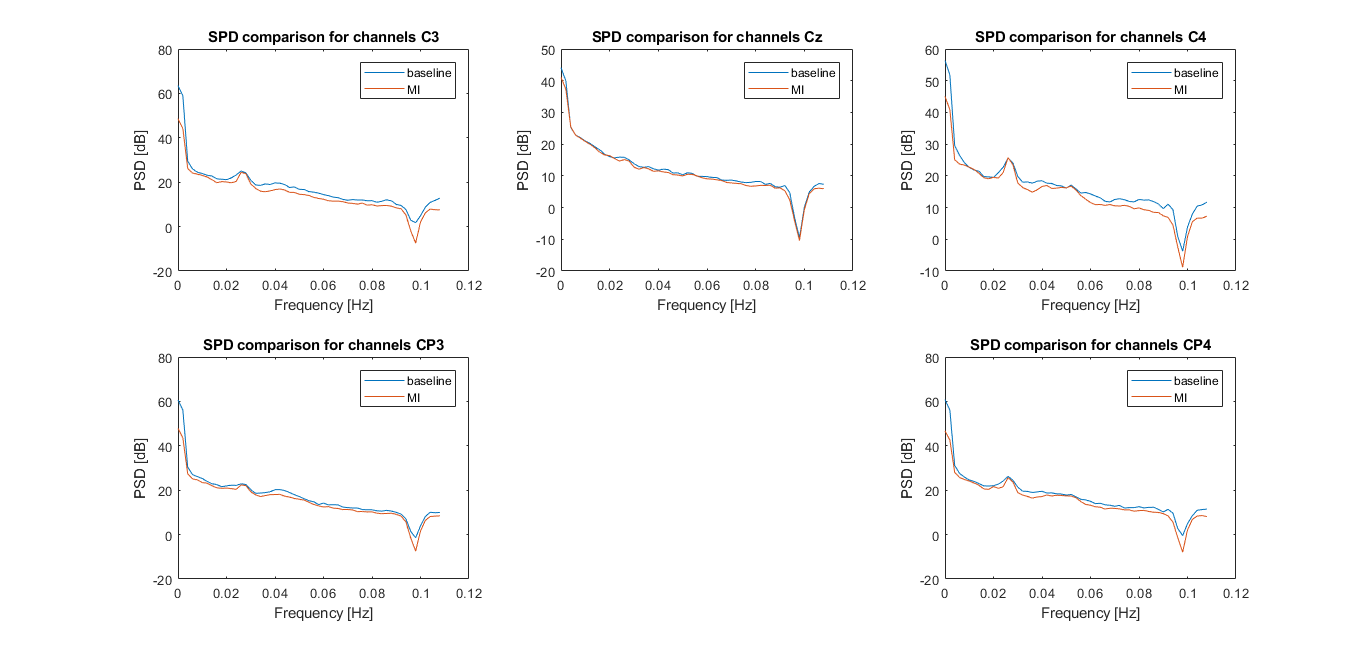 SPD comparison for channels C3
80
60
40
20
0
-20
PSD [dB]
baseline
MI
0 0.02 0.04 0.06 0.08 0.1 0.12
Frequency [Hz]
SPD comparison for channels Cz
50
40
30
20
10
0
-10
-20
PSD [dB]
baseline
MI
0 0.02 0.04 0.06 0.08 0.1 0.12
Frequency [Hz]
SPD comparison for channels C4
60
50
40
30
20
10
0
-10
PSD [dB]
baseline
MI
0 0.02 0.04 0.06 0.08 0.1 0.12
Frequency [Hz]
SPD comparison for channels CP3
80
60
40
20
0
-20
PSD [dB]
baseline
MI
0 0.02 0.04 0.06 0.08 0.1 0.12
Frequency [Hz]
SPD comparison for channels CP4
80
60
40
20
0
-20
PSD [dB]
baseline
MI
0 0.02 0.04 0.06 0.08 0.1 0.12
Frequency [Hz]